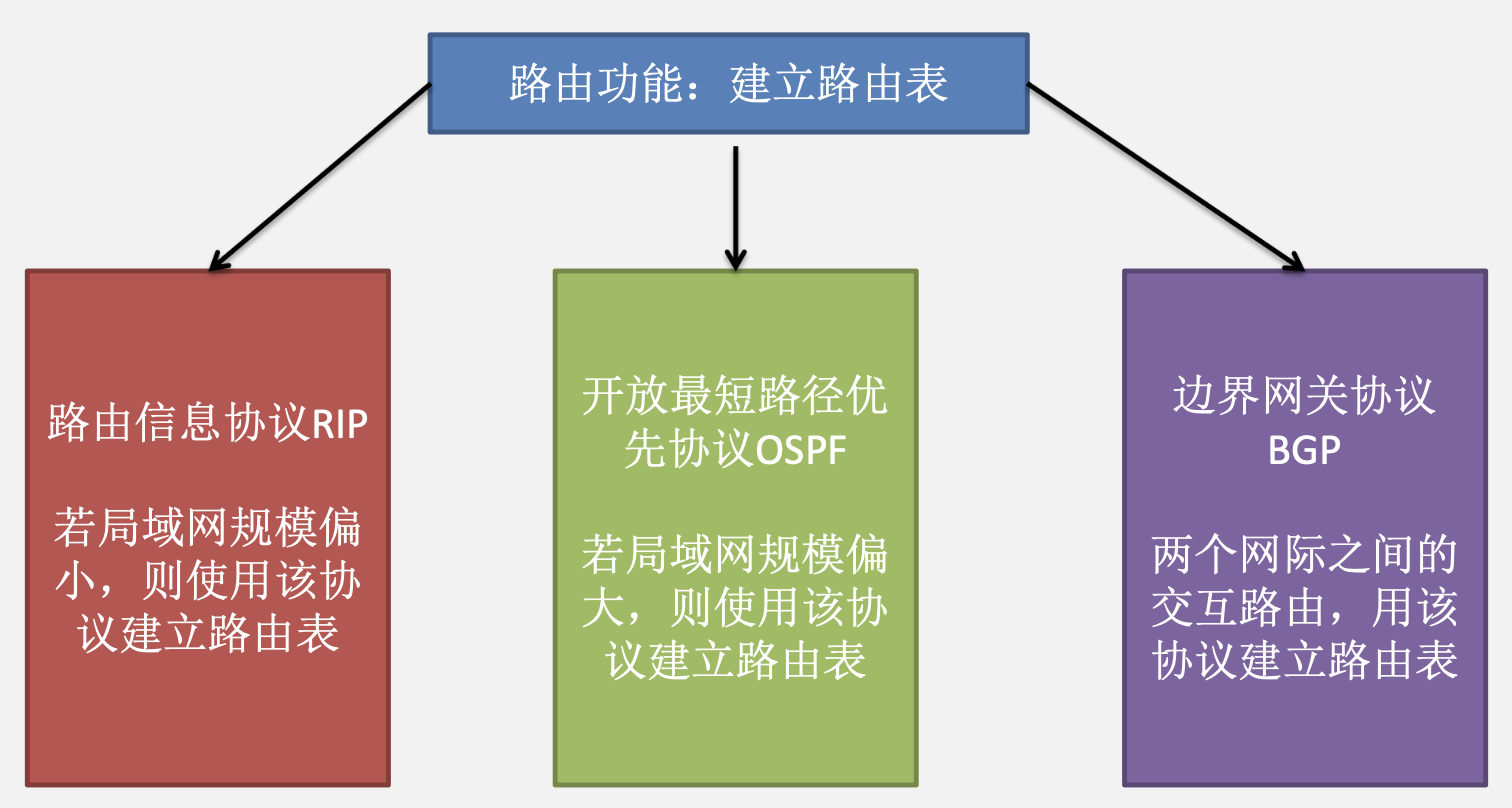 路由功能：建立路由表
路由信息协议RIP
若局域网规模偏
小，则使用该协
议建立路由表
开放最短路径优
先协议OSPF
若局域网规模偏
大，则使用该协
议建立路由表
边界网关协议
BGP
两个网际之间的
交互路由，用该
协议建立路由表